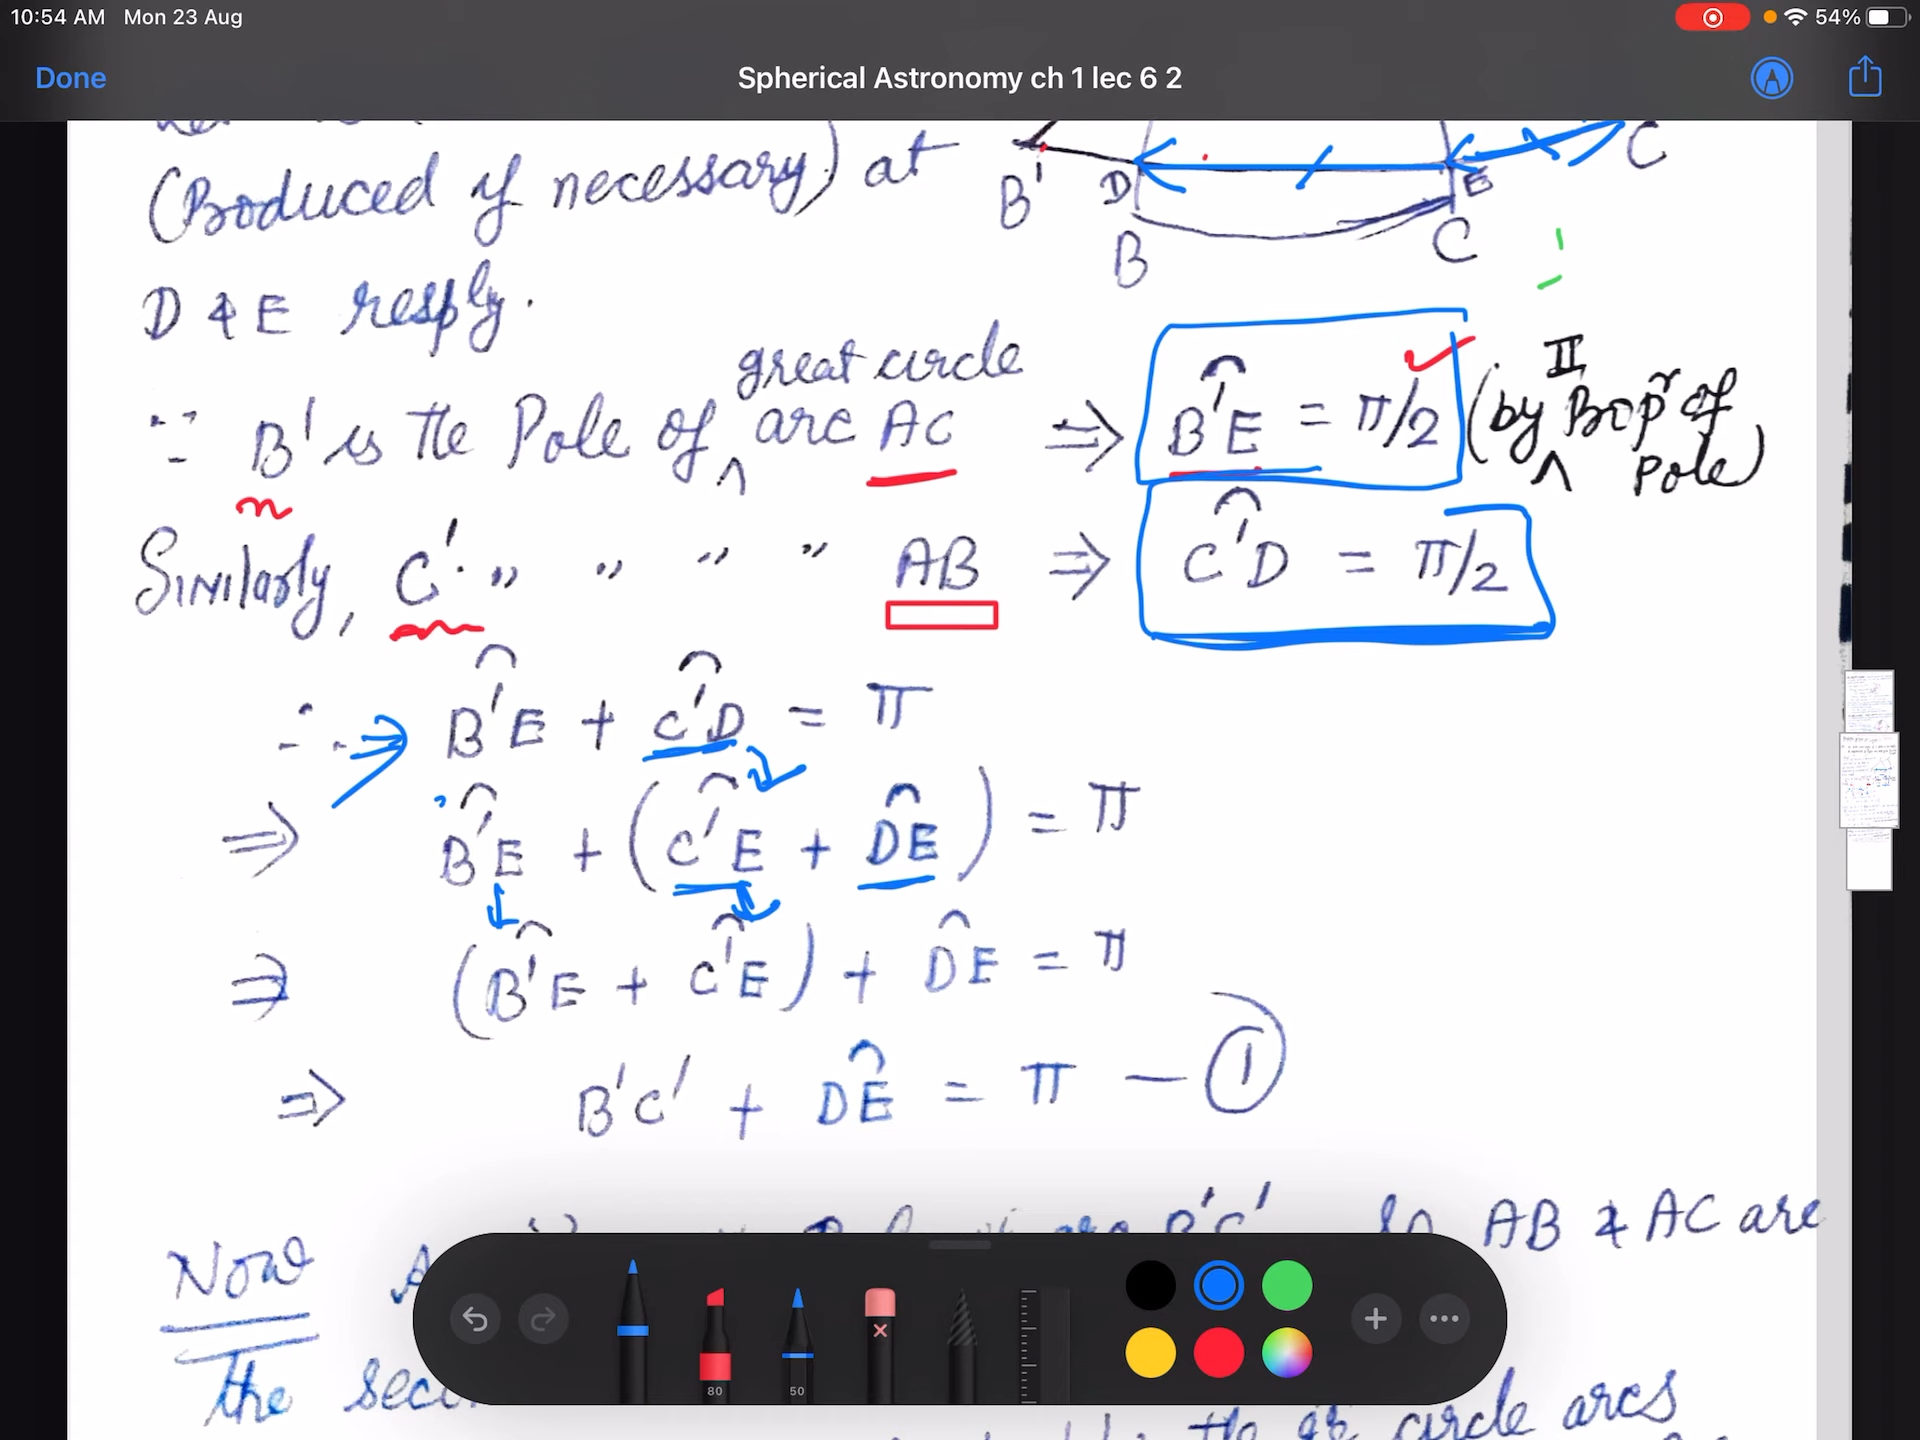 10:54 AM Mon 23 Aug
54%
Done
Spherical Astronomy ch 1 lec 6 2
(Produced if necessary) at
B' D E C
B C
D & E resply.
great circle
∵ B' is the Pole of ∧ arc AC ⇒ B'E = π/2 (by II Propr of Pole)
Similarly, C' " " " " AB ⇒ C'D = π/2
∴ B'E + C'D = π
⇒ B'E + (C'E + DE) = π
⇒ (B'E + C'E) + DE = π
⇒ B'C' + DE = π — ①
Now B'C' AB & AC are
the circle arcs
80 50